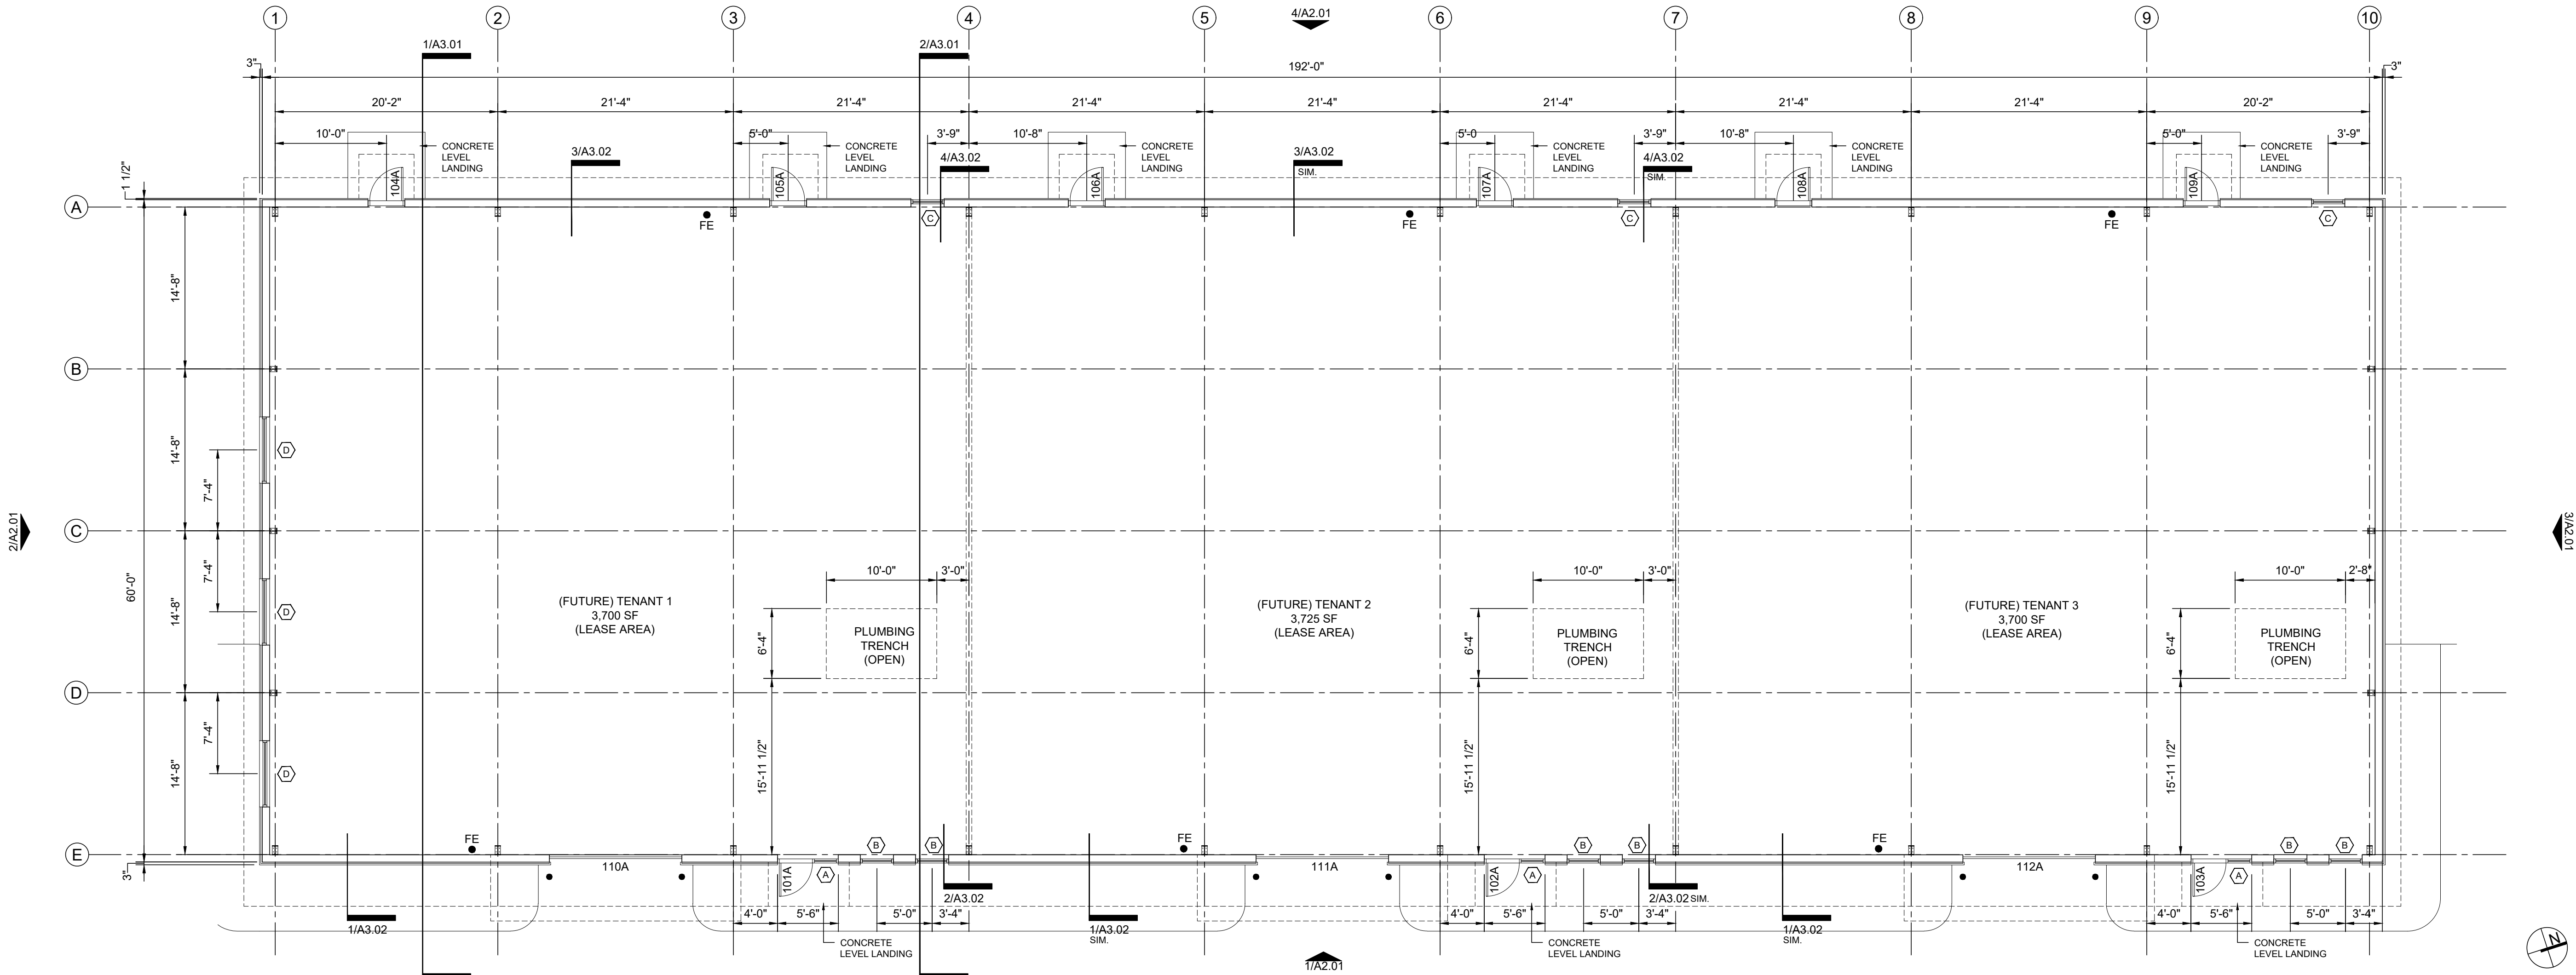 1
2
3
4
5
6
7
8
9
10
4/A2.01
1/A3.01
2/A3.01
3"
192'-0"
3"
20'-2"
21'-4"
21'-4"
21'-4"
21'-4"
21'-4"
21'-4"
21'-4"
20'-2"
10'-0"
5'-0"
3'-9"
10'-8"
5'-0
3'-9"
10'-8"
5'-0"
3'-9"
CONCRETE
LEVEL
LANDING
CONCRETE
LEVEL
LANDING
CONCRETE
LEVEL
LANDING
CONCRETE
LEVEL
LANDING
CONCRETE
LEVEL
LANDING
CONCRETE
LEVEL
LANDING
3/A3.02
4/A3.02
3/A3.02
SIM.
4/A3.02
SIM.
1 1/2"
104A
105A
106A
107A
108A
109A
A
FE
C
FE
C
FE
C
14'-8"
B
14'-8"
D
7'-4"
2/A2.01
C
3/A2.01
60'-0"
7'-4"
14'-8"
D
10'-0"
3'-0"
10'-0"
3'-0"
10'-0"
2'-8"
(FUTURE) TENANT 1
3,700 SF
(LEASE AREA)
(FUTURE) TENANT 2
3,725 SF
(LEASE AREA)
(FUTURE) TENANT 3
3,700 SF
(LEASE AREA)
6'-4"
PLUMBING
TRENCH
(OPEN)
6'-4"
PLUMBING
TRENCH
(OPEN)
6'-4"
PLUMBING
TRENCH
(OPEN)
D
7'-4"
14'-8"
D
15'-11 1/2"
15'-11 1/2"
15'-11 1/2"
FE
FE
FE
B
B
B
B
B
B
E
3"
110A
101A
A
111A
102A
A
112A
103A
A
2/A3.02
2/A3.02 SIM.
4'-0"
5'-6"
5'-0"
3'-4"
4'-0"
5'-6"
5'-0"
3'-4"
4'-0"
5'-6"
5'-0"
3'-4"
1/A3.02
1/A3.02
SIM.
1/A3.02
SIM.
CONCRETE
LEVEL LANDING
CONCRETE
LEVEL LANDING
CONCRETE
LEVEL LANDING
1/A2.01
N